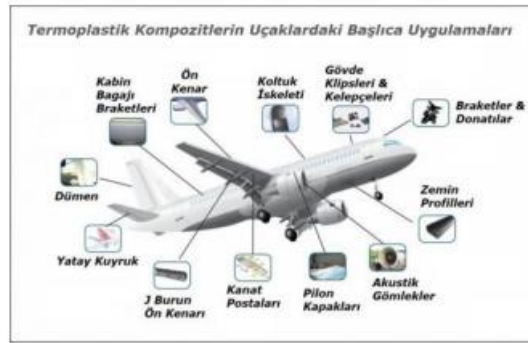 Termoplastik Kompozitlerin Uçaklardaki Başlıca Uygulamaları
Kabin
Bagajı
Braketleri
Ön
Kenar
Koltuk
İskeleti
Gövde
Klipsleri &
Kelepçeleri
Braketler &
Donatılar
Dümen
Zemin
Profilleri
Yatay Kuyruk
J Burun
Ön Kenarı
Kanat
Postaları
Pilon
Kapakları
Akustik
Gömlekler